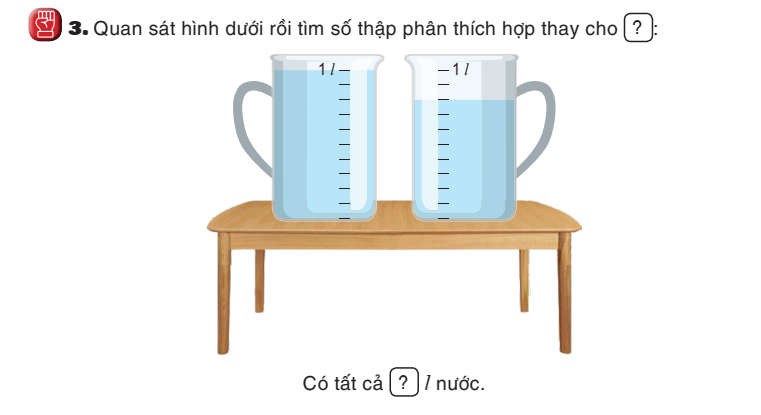 3. Quan sát hình dưới rồi tìm số thập phân thích hợp thay cho ?:
1 l
1 l
Có tất cả ? l nước.